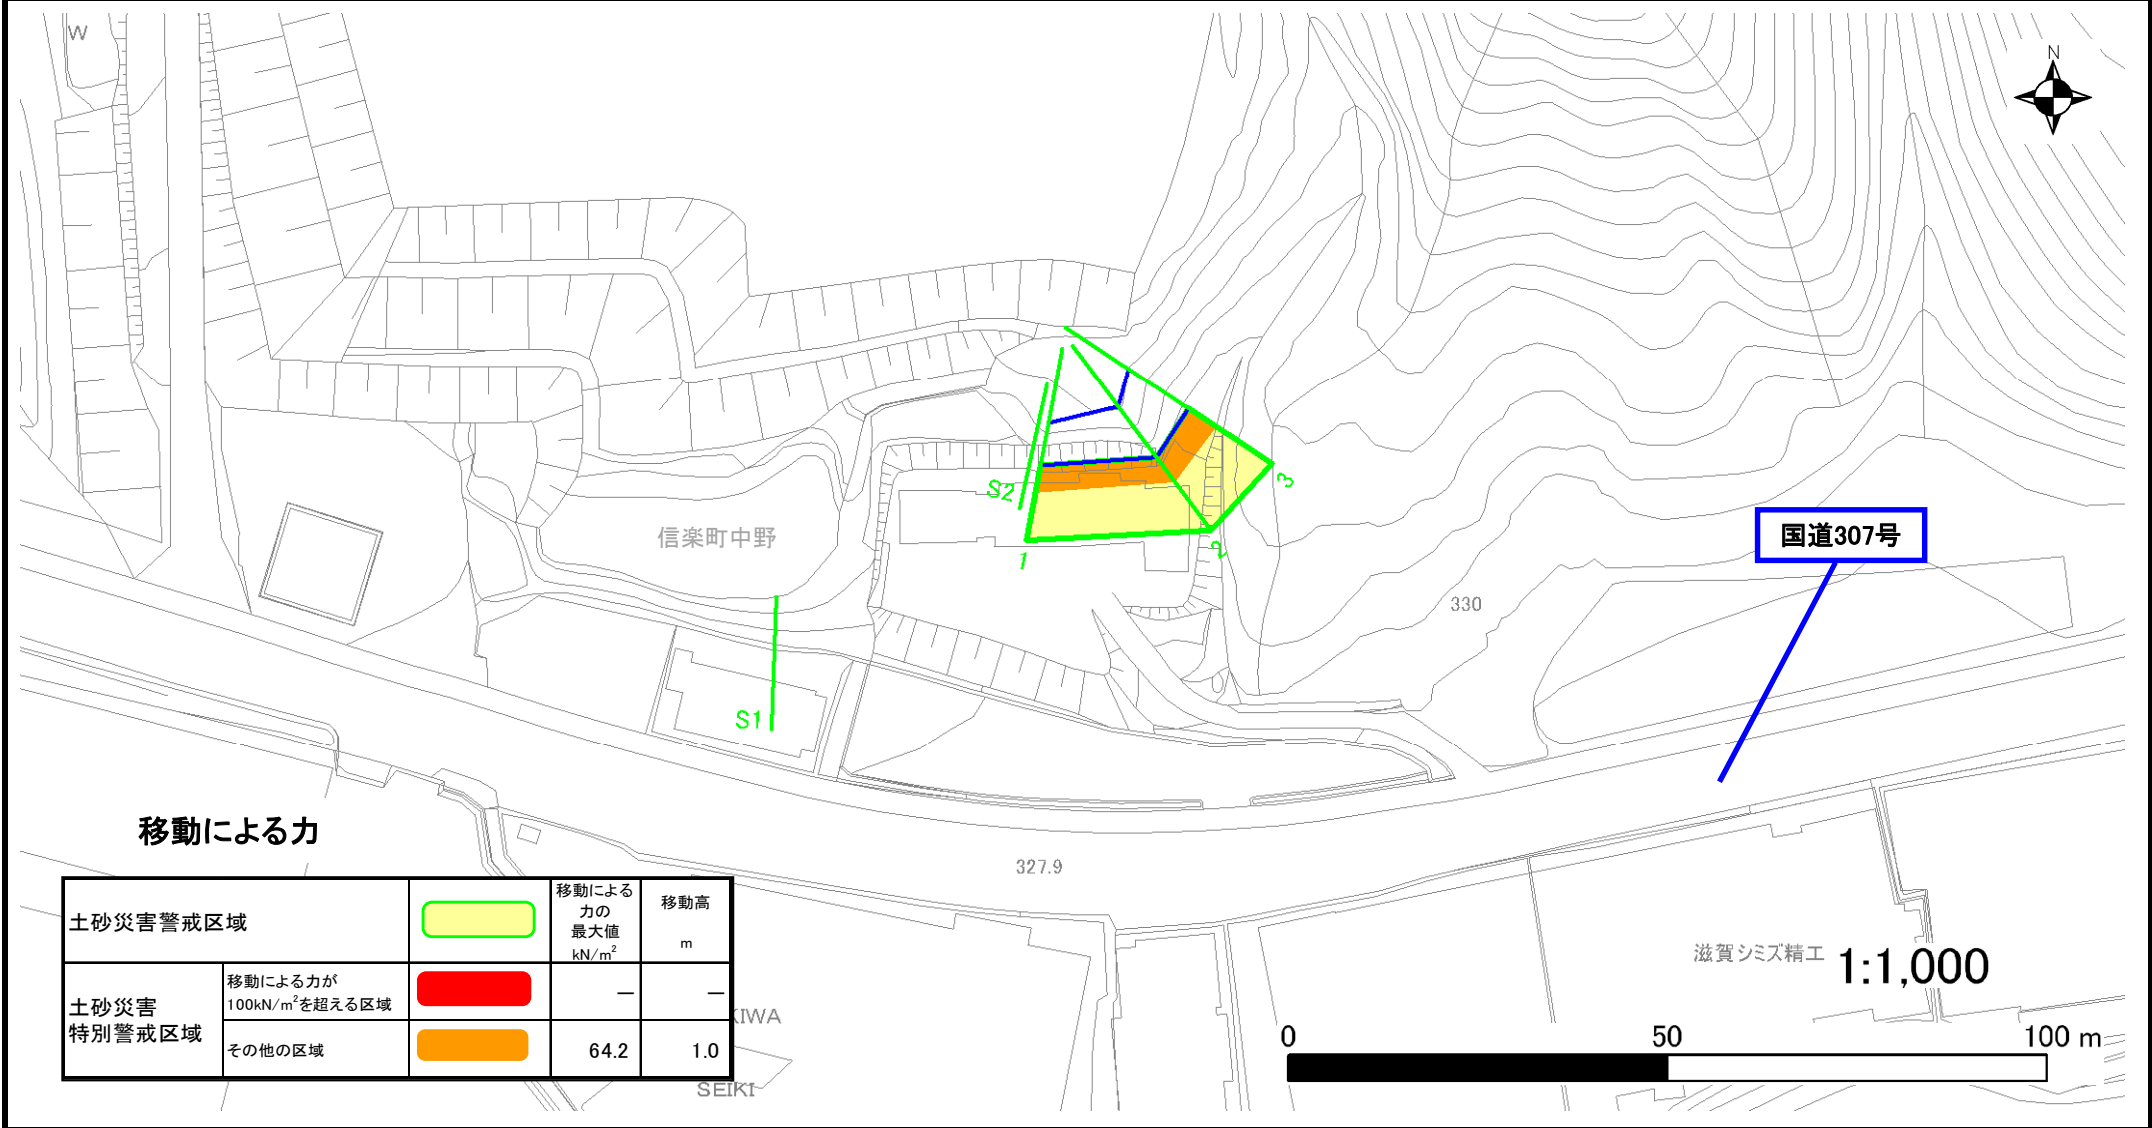 W
N
S2
1
2
3
信楽町中野
国道307号
330
S1
移動による力
327.9
土砂災害警戒区域
移動による
力の
最大値
kN/m²
移動高
m
土砂災害
特別警戒区域
移動による力が
100kN/m²を超える区域
—
—
その他の区域
64.2
1.0
KIWA
SEIKI
滋賀シミズ精工
1:1,000
0
50
100 m